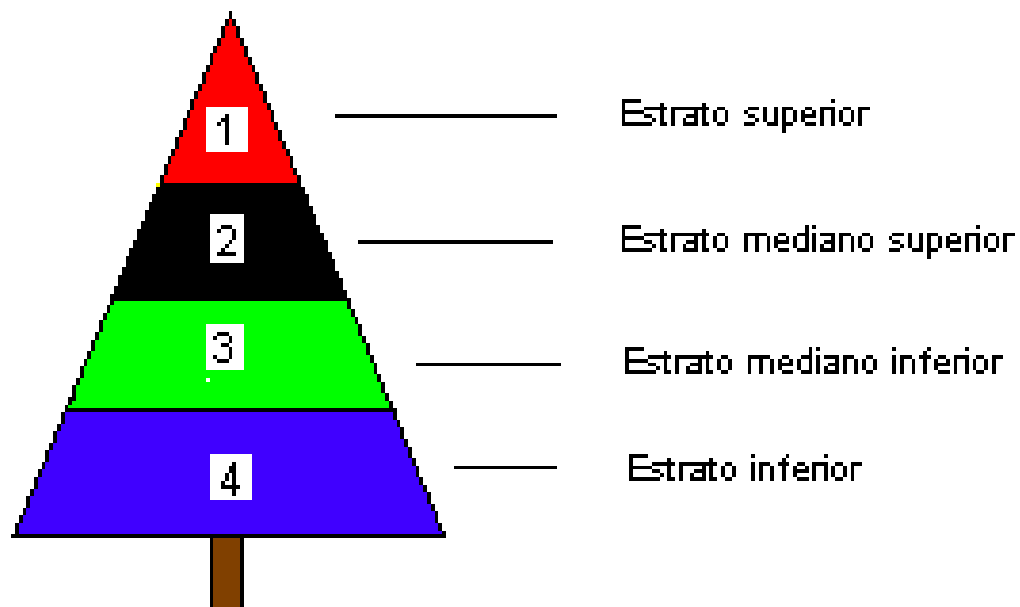 1
Estrato superior
2
Estrato mediano superior
3
Estrato mediano inferior
4
Estrato inferior